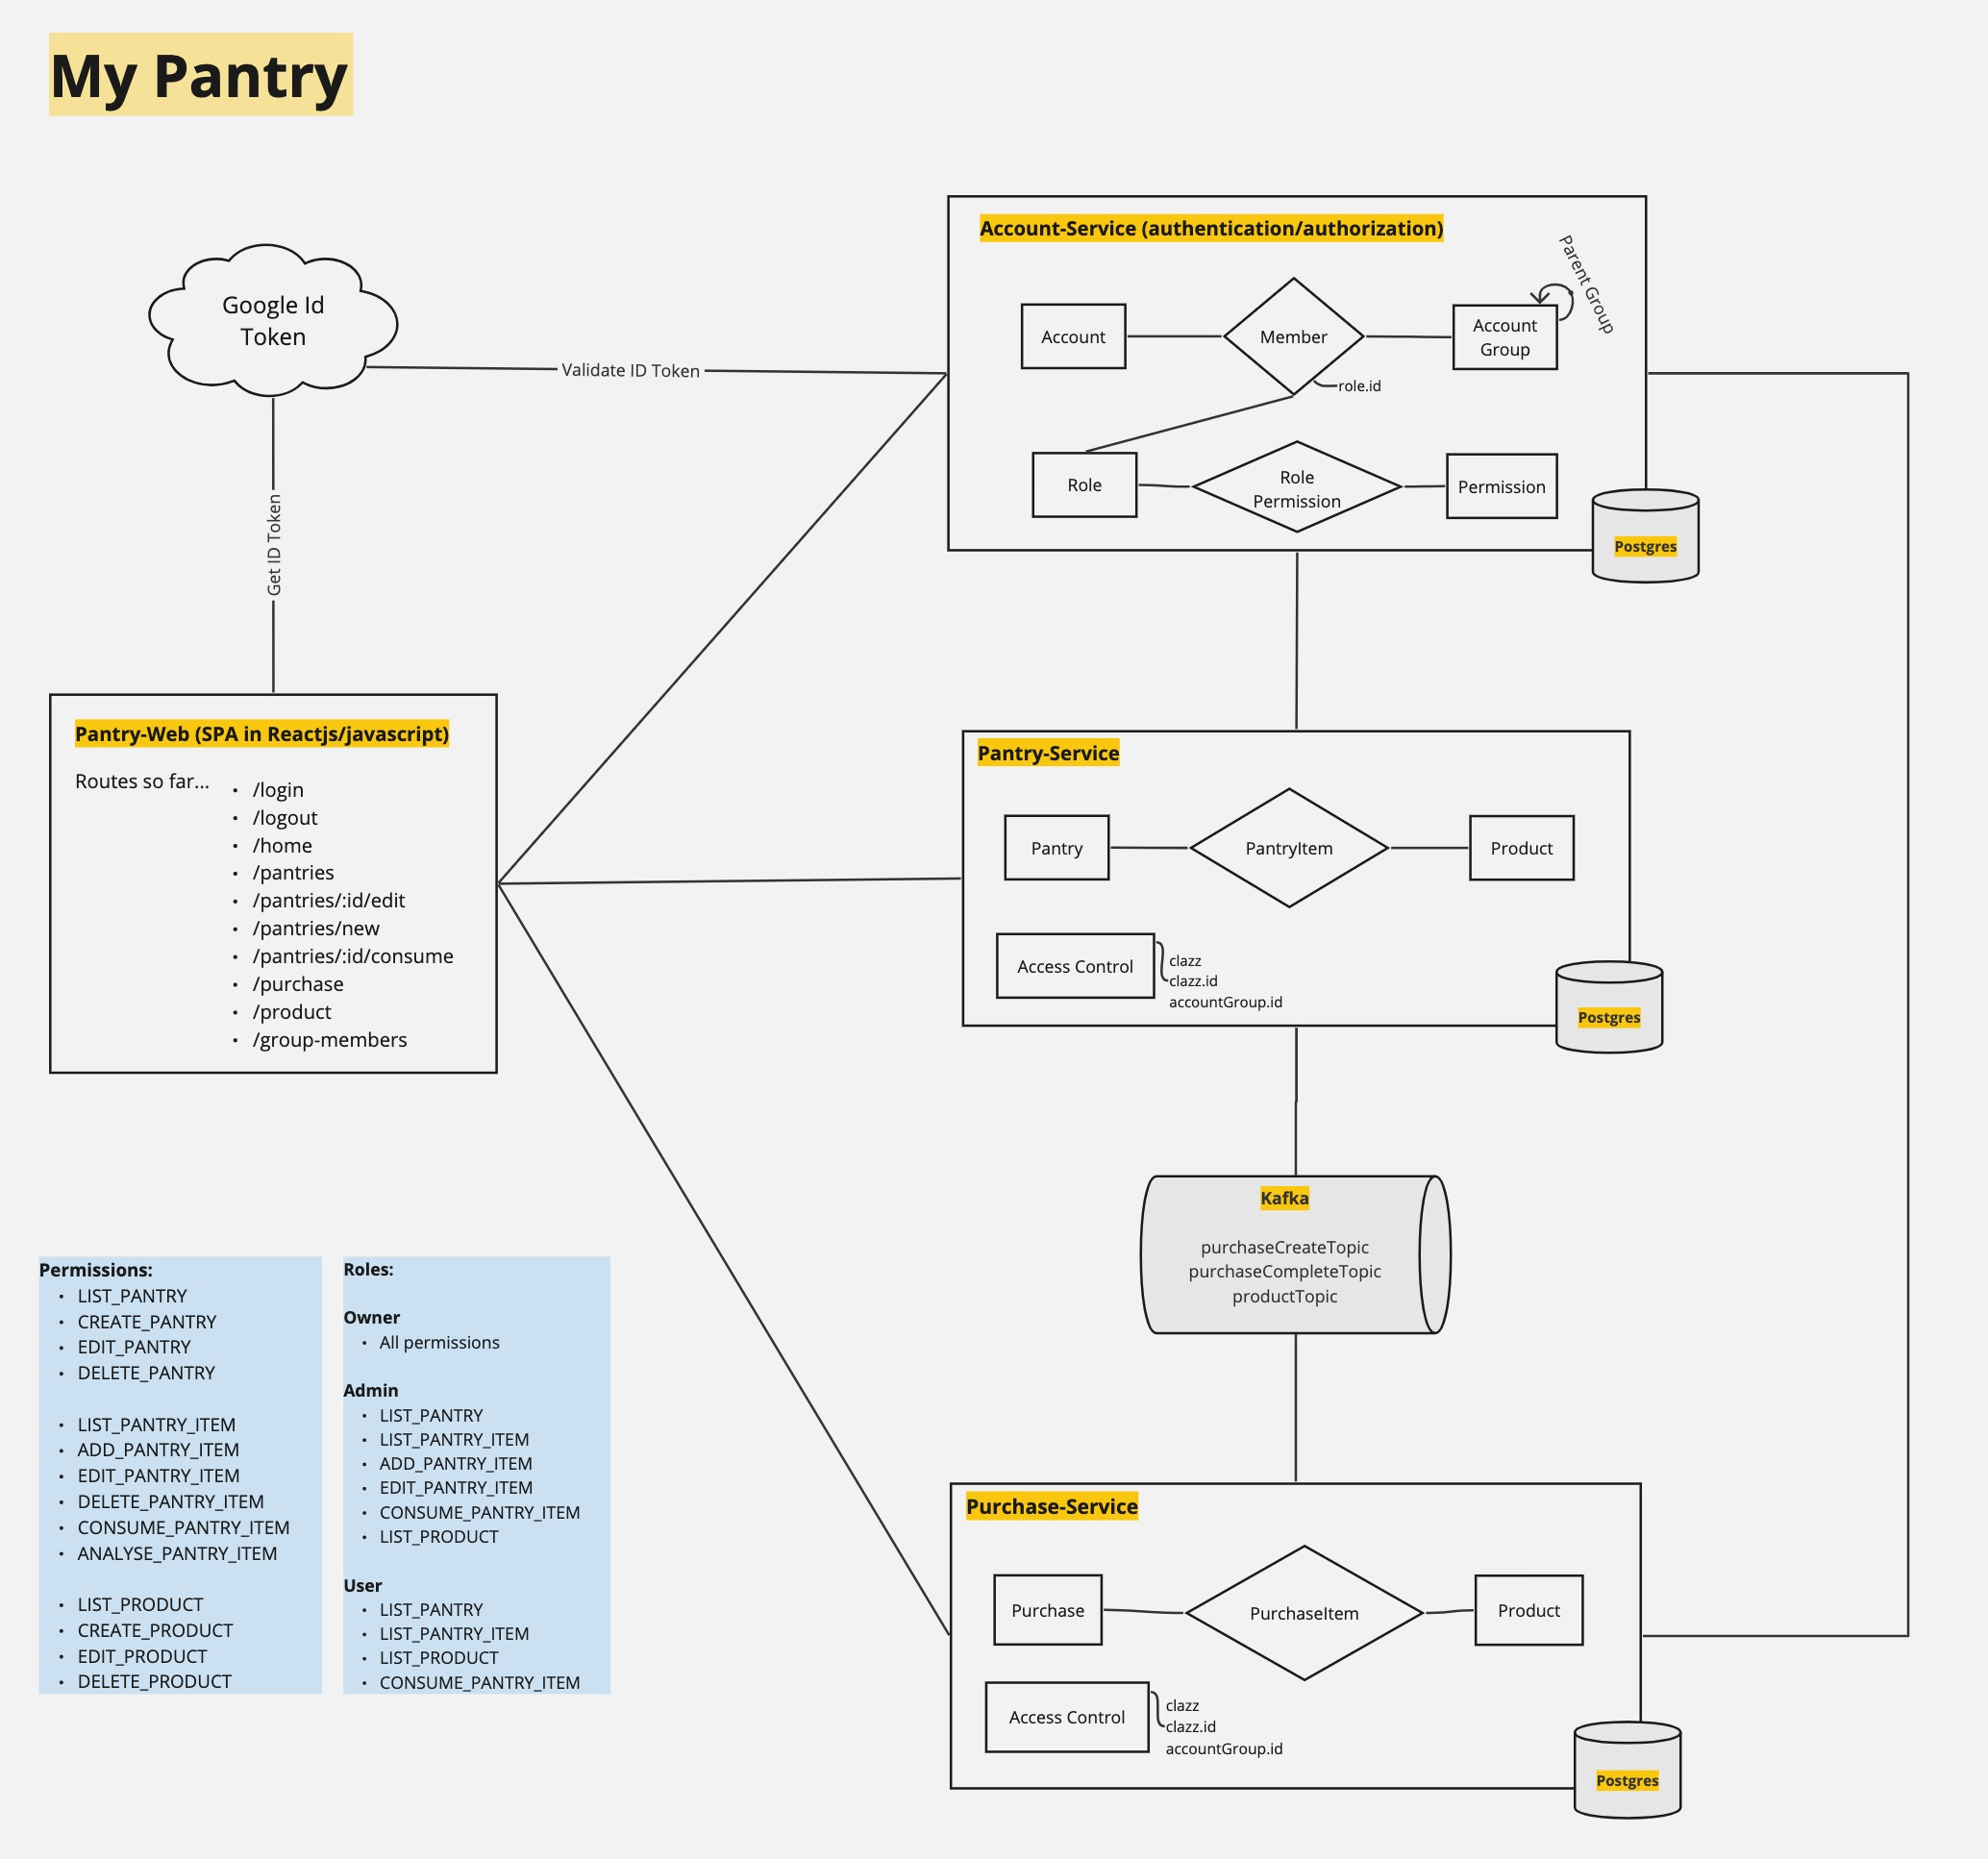 My Pantry
Google Id
Token
Validate ID Token
Get ID Token
Account-Service (authentication/authorization)
Account
Member
Account
Group
Parent Group
role.id
Role
Role
Permission
Permission
Postgres
Pantry-Web (SPA in Reactjs/javascript)
Routes so far...
• /login
• /logout
• /home
• /pantries
• /pantries/:id/edit
• /pantries/new
• /pantries/:id/consume
• /purchase
• /product
• /group-members
Pantry-Service
Pantry
PantryItem
Product
Access Control
clazz
clazz.id
accountGroup.id
Postgres
Kafka
purchaseCreateTopic
purchaseCompleteTopic
productTopic
Permissions:
• LIST_PANTRY
• CREATE_PANTRY
• EDIT_PANTRY
• DELETE_PANTRY
• LIST_PANTRY_ITEM
• ADD_PANTRY_ITEM
• EDIT_PANTRY_ITEM
• DELETE_PANTRY_ITEM
• CONSUME_PANTRY_ITEM
• ANALYSE_PANTRY_ITEM
• LIST_PRODUCT
• CREATE_PRODUCT
• EDIT_PRODUCT
• DELETE_PRODUCT
Roles:
Owner
• All permissions
Admin
• LIST_PANTRY
• LIST_PANTRY_ITEM
• ADD_PANTRY_ITEM
• EDIT_PANTRY_ITEM
• CONSUME_PANTRY_ITEM
• LIST_PRODUCT
User
• LIST_PANTRY
• LIST_PANTRY_ITEM
• LIST_PRODUCT
• CONSUME_PANTRY_ITEM
Purchase-Service
Purchase
PurchaseItem
Product
Access Control
clazz
clazz.id
accountGroup.id
Postgres